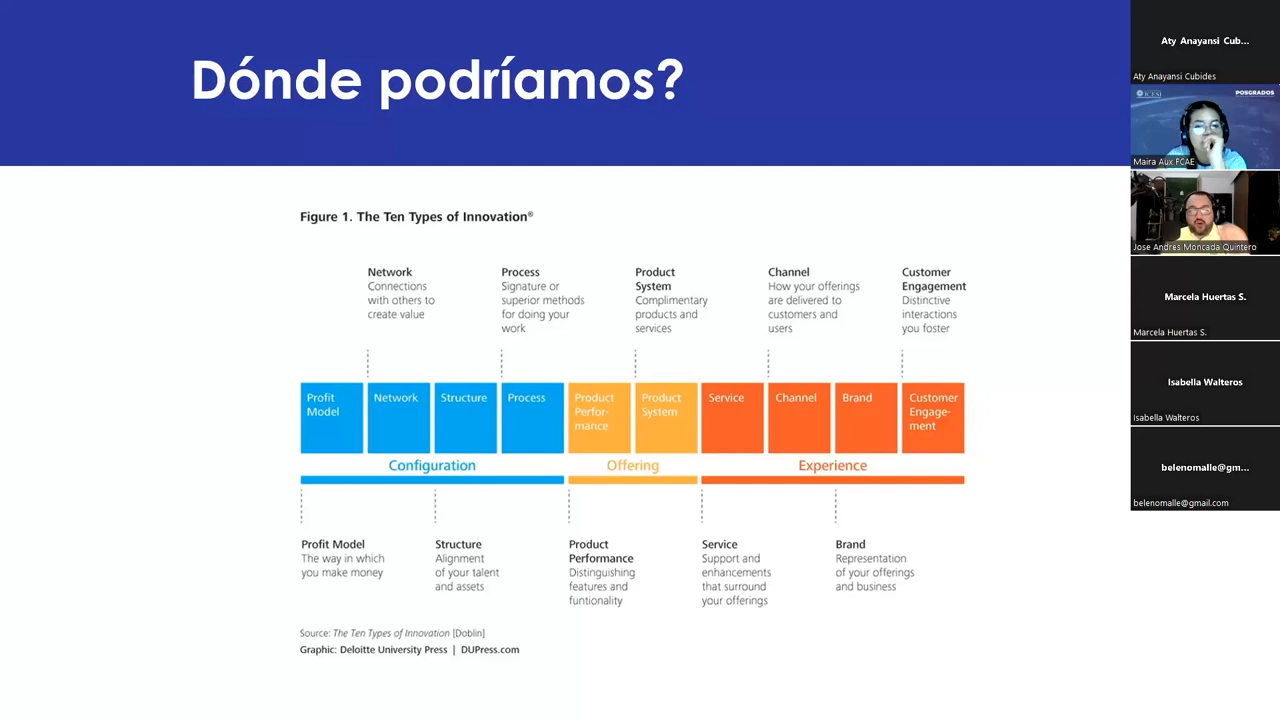 Dónde podríamos?
Figure 1. The Ten Types of Innovation®
Network
Connections
with others to
create value
Process
Signature or
superior methods
for doing your
work
Product
System
Complimentary
products and
services
Channel
How your offerings
are delivered to
customers and
users
Customer
Engagement
Distinctive
interactions
you foster
Profit
Model
Network
Structure
Process
Product
Perfor-
mance
Product
System
Service
Channel
Brand
Customer
Engage-
ment
Configuration
Offering
Experience
Profit Model
The way in which
you make money
Structure
Alignment
of your talent
and assets
Product
Performance
Distinguishing
features and
funtionality
Service
Support and
enhancements
that surround
your offerings
Brand
Representation
of your offerings
and business
Source: The Ten Types of Innovation [Doblin]
Graphic: Deloitte University Press | DUPress.com
Aty Anayansi Cub...
Aty Anayansi Cubides
ICESI
POSGRADOS
Maira Aux FCAE
Jose Andres Moncada Quintero
Marcela Huertas S.
Marcela Huertas S.
Isabella Walteros
Isabella Walteros
belenomalle@gm...
belenomalle@gmail.com